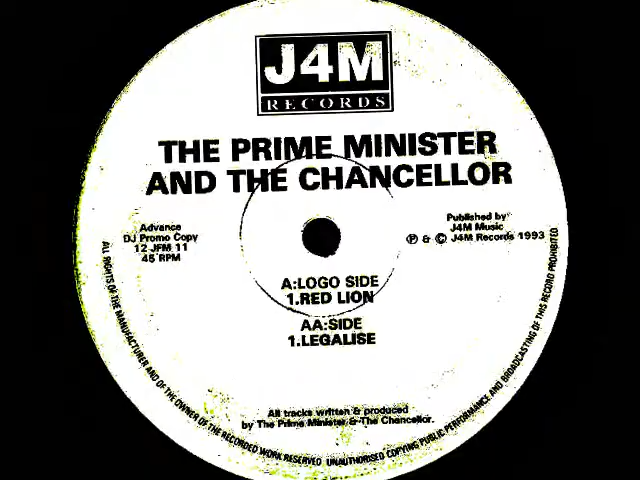 J4M
RECORDS
THE PRIME MINISTER
AND THE CHANCELLOR
Advance
DJ Promo Copy
12 JFM 11
45 RPM
Published by
J4M Music
℗ & © J4M Records 1993
A:LOGO SIDE
1.RED LION
AA:SIDE
1.LEGALISE
All tracks written & produced
by The Prime Minister & The Chancellor.
ALL RIGHTS OF THE MANUFACTURER AND OF THE OWNER OF THE RECORDED WORK RESERVED UNAUTHORISED COPYING PUBLIC PERFORMANCE AND BROADCASTING OF THIS RECORD PROHIBITED